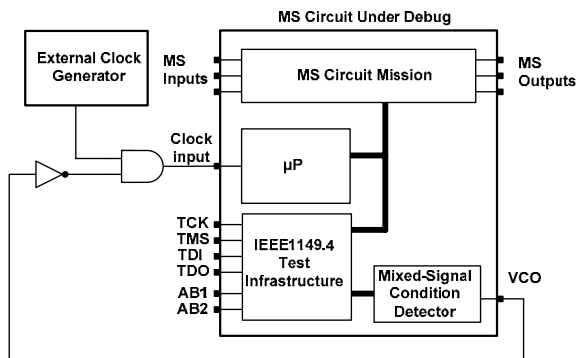 MS Circuit Under Debug
External Clock
Generator
MS
Inputs
MS Circuit Mission
MS
Outputs
Clock
input
µP
TCK
TMS
TDI
TDO
AB1
AB2
IEEE1149.4
Test
Infrastructure
Mixed-Signal
Condition
Detector
VCO